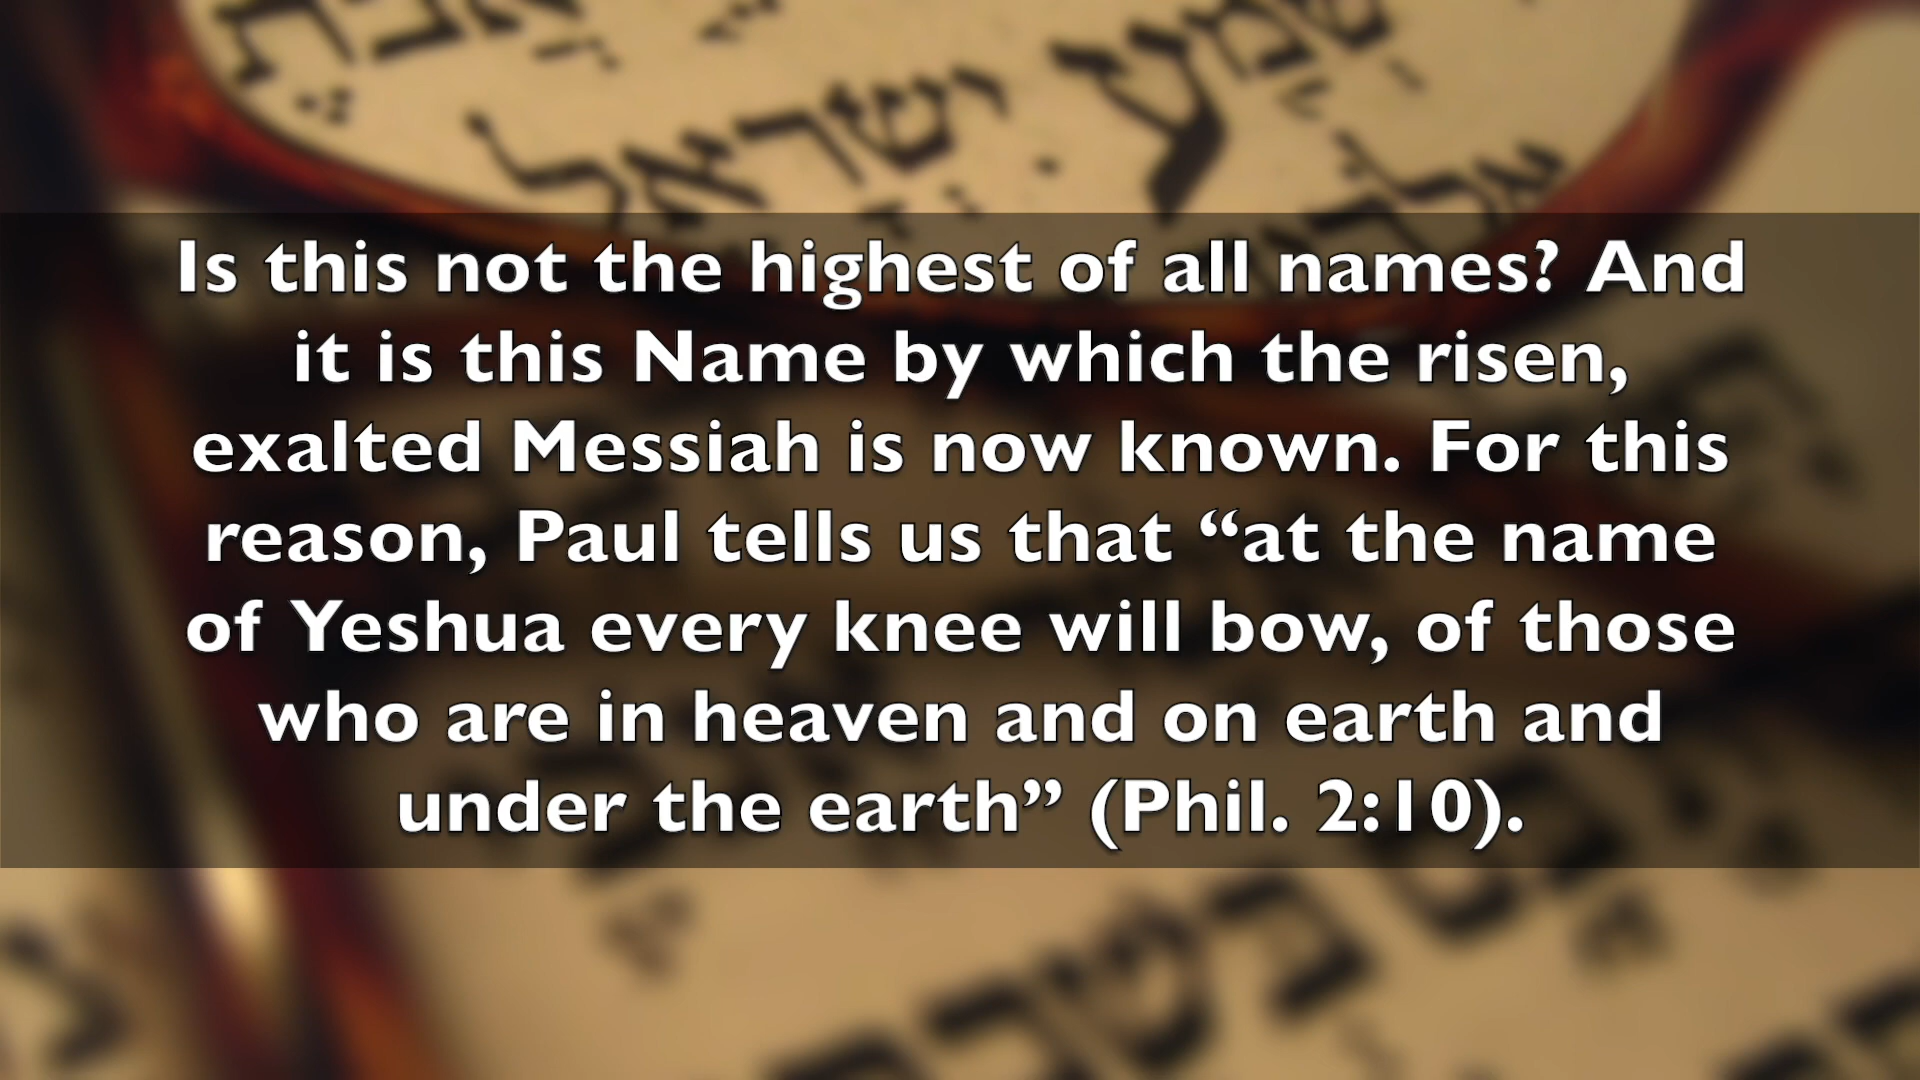 שמע ישראל
Is this not the highest of all names? And
it is this Name by which the risen,
exalted Messiah is now known. For this
reason, Paul tells us that “at the name
of Yeshua every knee will bow, of those
who are in heaven and on earth and
under the earth” (Phil. 2:10).